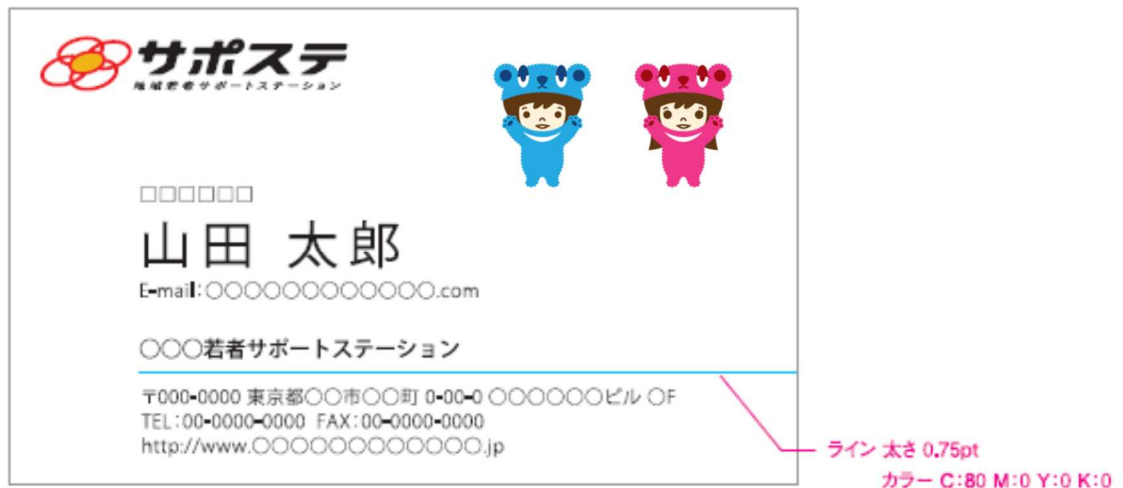 サポステ
地域若者サポートステーション
□□□□□□
山田 太郎
E-mail:○○○○○○○○○○○○.com
○○○若者サポートステーション
〒000-0000 東京都○○市○○町 0-00-0 ○○○○○○ビル ○F
TEL:00-0000-0000 FAX:00-0000-0000
http://www.○○○○○○○○○○○○.jp
ライン 太さ 0.75pt
カラー C:80 M:0 Y:0 K:0